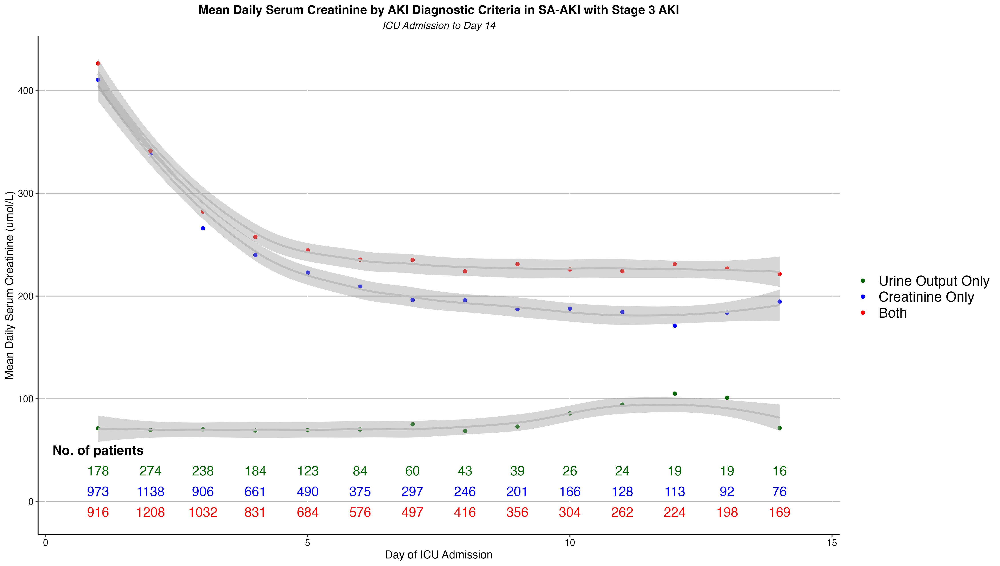 Mean Daily Serum Creatinine by AKI Diagnostic Criteria in SA-AKI with Stage 3 AKI
ICU Admission to Day 14
Mean Daily Serum Creatinine (umol/L)
400
300
200
100
0
Urine Output Only
Creatinine Only
Both
No. of patients
178 274 238 184 123 84 60 43 39 26 24 19 19 16
973 1138 906 661 490 375 297 246 201 166 128 113 92 76
916 1208 1032 831 684 576 497 416 356 304 262 224 198 169
0 5 10 15
Day of ICU Admission